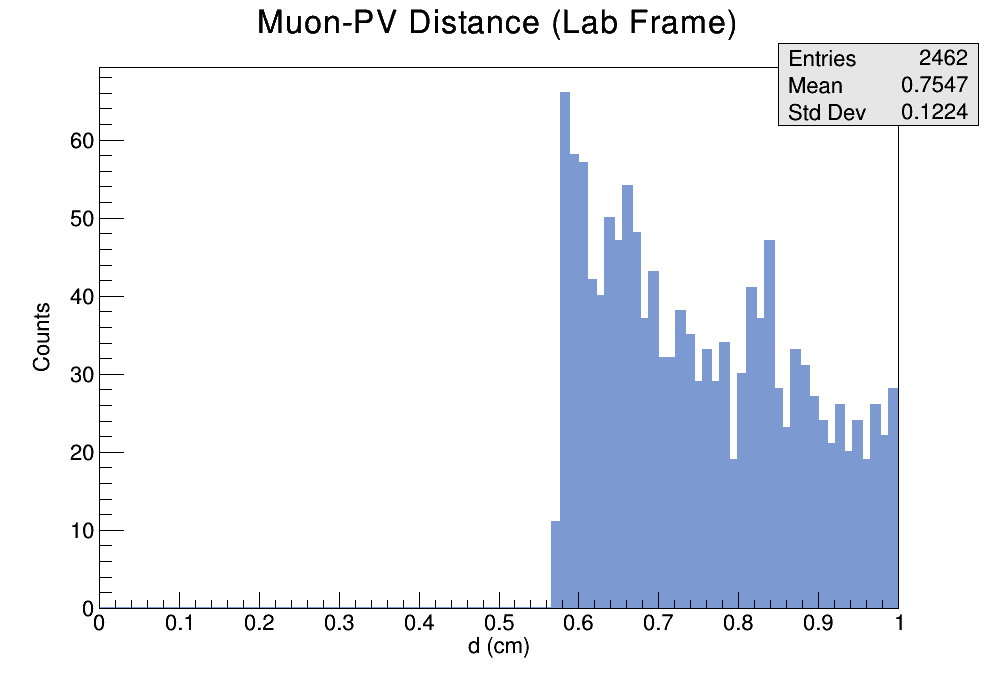 Muon-PV Distance (Lab Frame)
Entries 2462
Mean 0.7547
Std Dev 0.1224
60
50
40
30
20
10
0
Counts
0 0.1 0.2 0.3 0.4 0.5 0.6 0.7 0.8 0.9 1
d (cm)